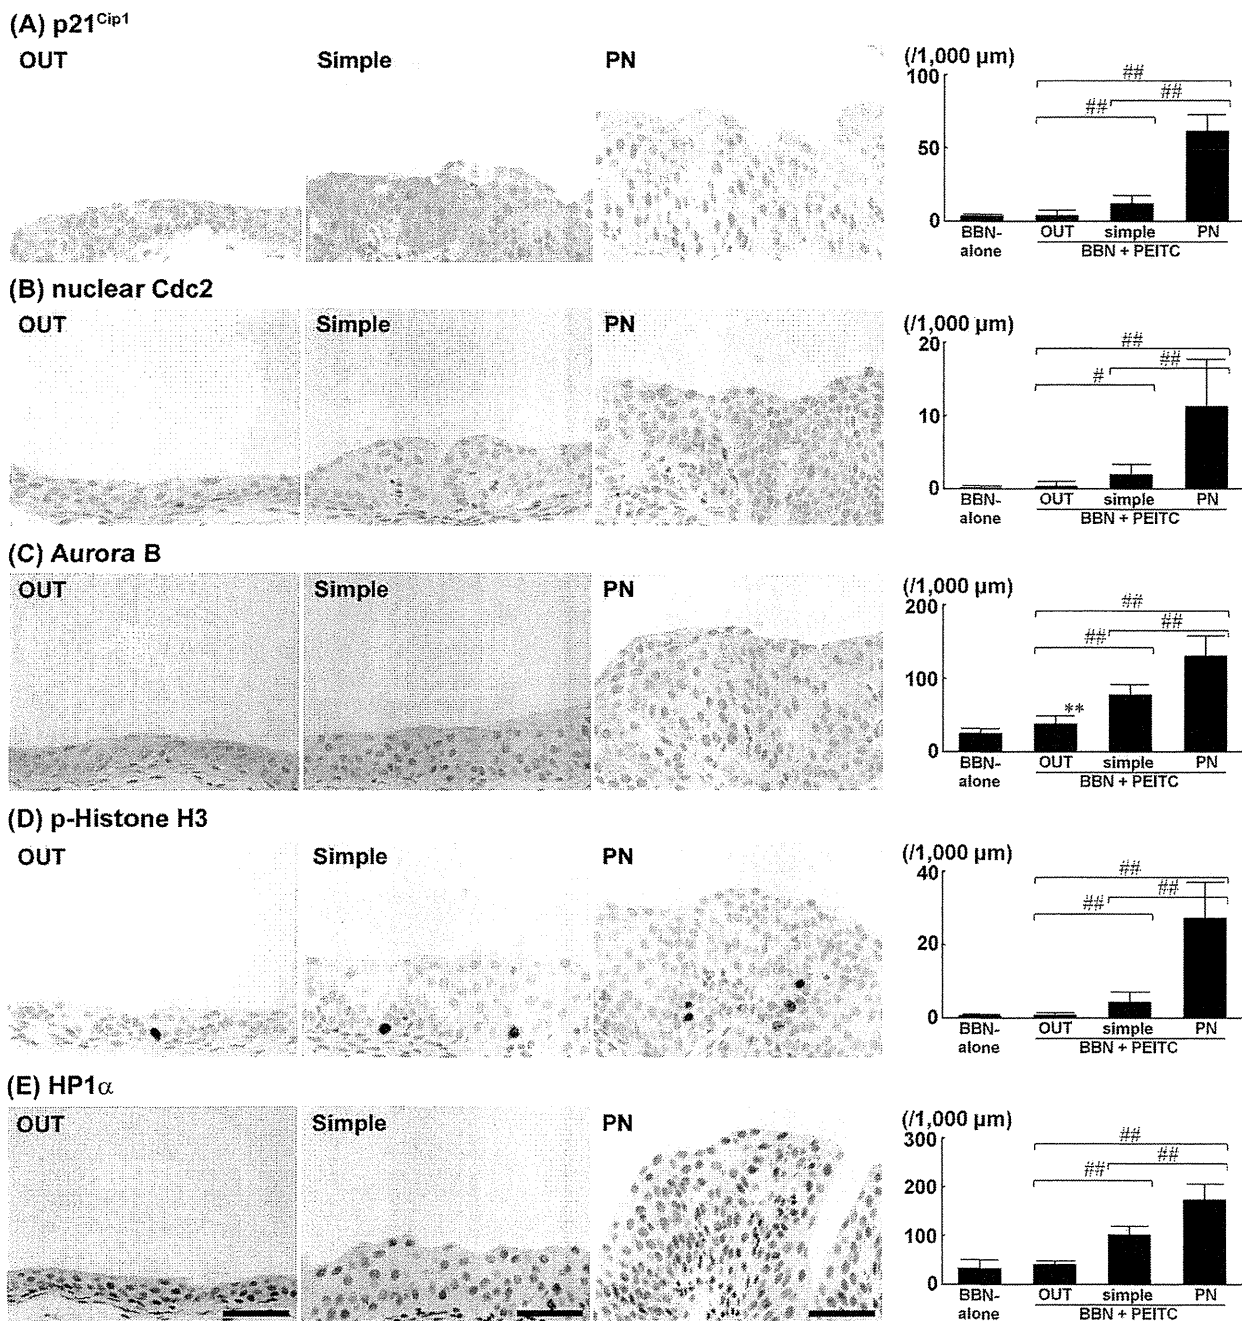 (A) p21Cip1
OUT Simple PN
(/1,000 µm)
100
50
0
##
##
##
BBN-alone OUT simple PN
BBN + PEITC
(B) nuclear Cdc2
OUT Simple PN
(/1,000 µm)
20
10
0
##
##
#
BBN-alone OUT simple PN
BBN + PEITC
(C) Aurora B
OUT Simple PN
(/1,000 µm)
200
100
0
##
##
##
**
BBN-alone OUT simple PN
BBN + PEITC
(D) p-Histone H3
OUT Simple PN
(/1,000 µm)
40
20
0
##
##
##
BBN-alone OUT simple PN
BBN + PEITC
(E) HP1α
OUT Simple PN
(/1,000 µm)
300
200
100
0
##
##
##
BBN-alone OUT simple PN
BBN + PEITC